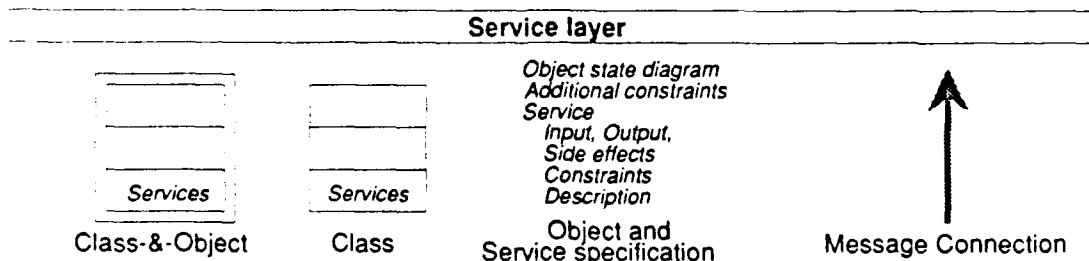 Service layer
Services
Class-&-Object
Services
Class
Object state diagram
Additional constraints
Service
Input, Output,
Side effects
Constraints
Description
Object and
Service specification
Message Connection